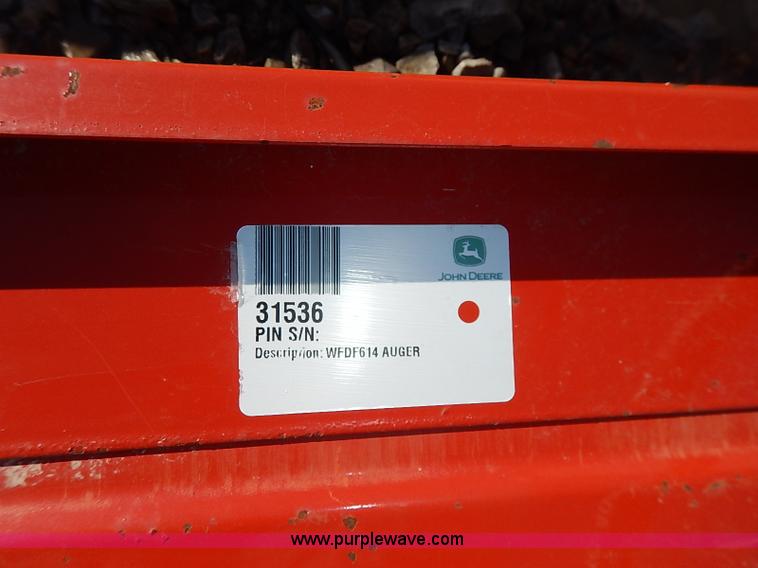 JOHN DEERE
31536
PIN S/N:
Description: WFDF614 AUGER
www.purplewave.com